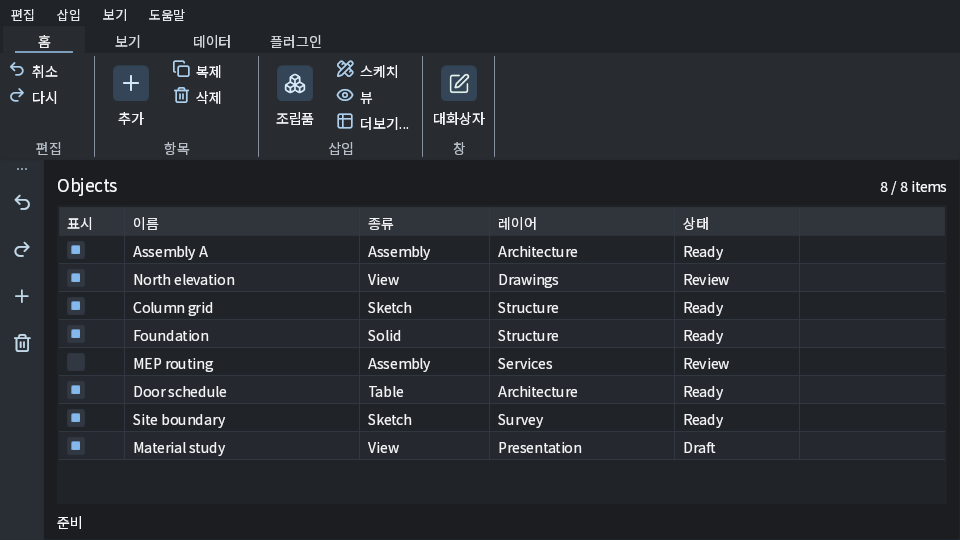 편집 삽입 보기 도움말
홈 보기 데이터 플러그인
취소 복제 스케치
다시 삭제 뷰
추가 조립품 더보기... 대화상자
편집 항목 삽입 창
...
Objects 8 / 8 items
표시 이름 종류 레이어 상태
Assembly A Assembly Architecture Ready
North elevation View Drawings Review
Column grid Sketch Structure Ready
Foundation Solid Structure Ready
MEP routing Assembly Services Review
Door schedule Table Architecture Ready
Site boundary Sketch Survey Ready
Material study View Presentation Draft
준비